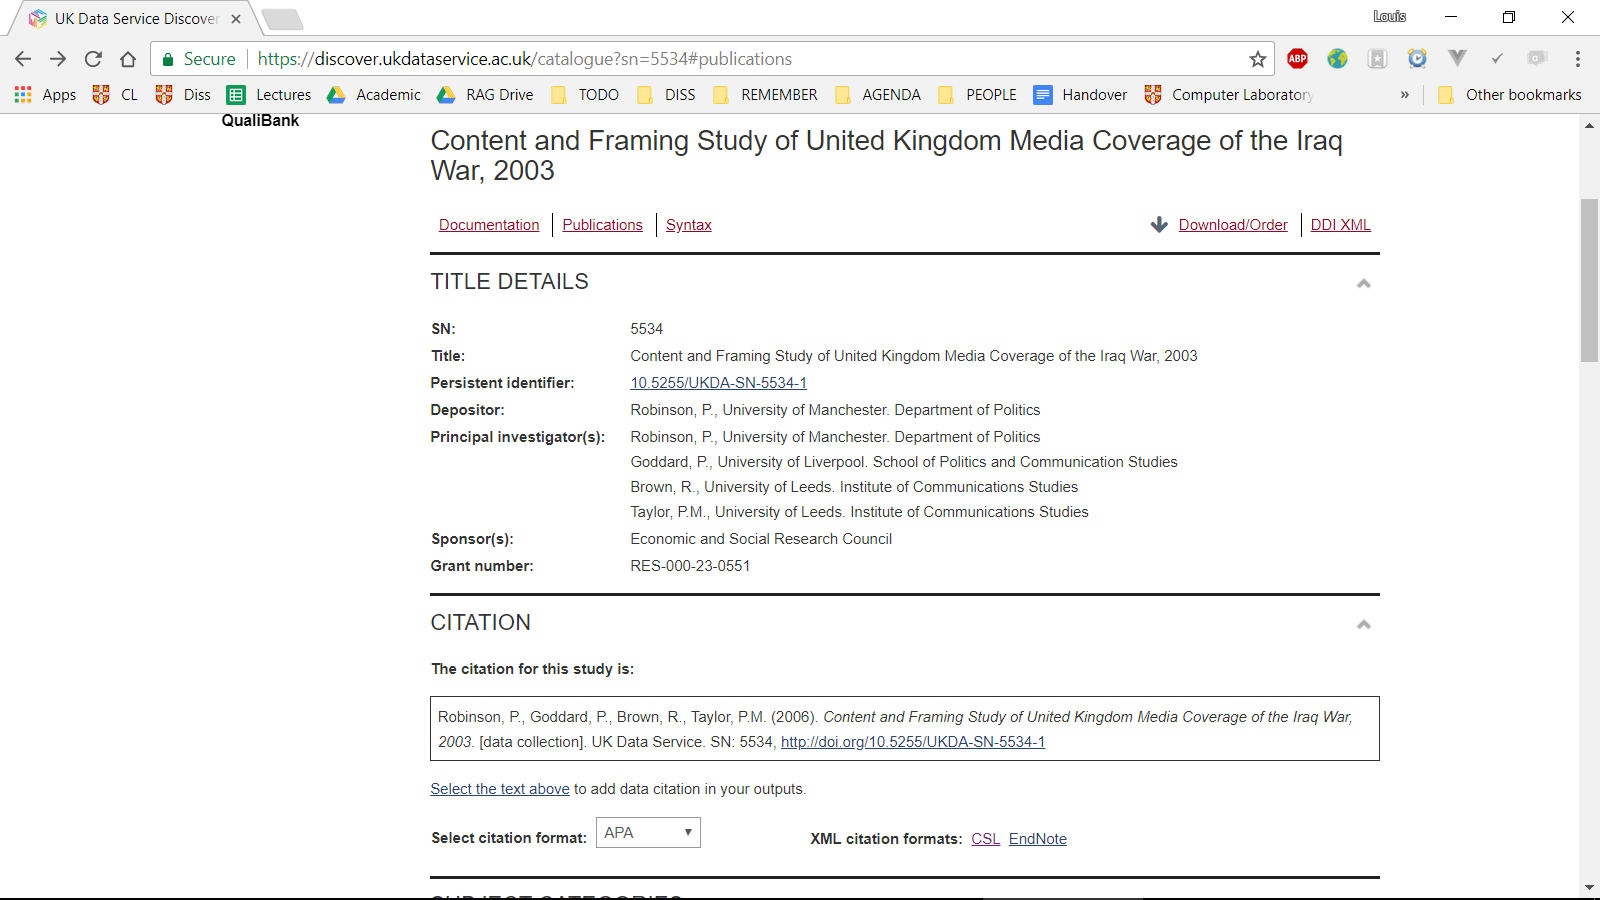 UK Data Service Discover
Louis
Secure
https://discover.ukdataservice.ac.uk/catalogue?sn=5534#publications
ABP
Apps CL Diss Lectures Academic RAG Drive TODO DISS REMEMBER AGENDA PEOPLE Handover Computer Laboratory » Other bookmarks
QualiBank
Content and Framing Study of United Kingdom Media Coverage of the Iraq
War, 2003
Documentation Publications Syntax Download/Order DDI XML
TITLE DETAILS
SN: 5534
Title: Content and Framing Study of United Kingdom Media Coverage of the Iraq War, 2003
Persistent identifier: 10.5255/UKDA-SN-5534-1
Depositor: Robinson, P., University of Manchester. Department of Politics
Principal investigator(s): Robinson, P., University of Manchester. Department of Politics
Goddard, P., University of Liverpool. School of Politics and Communication Studies
Brown, R., University of Leeds. Institute of Communications Studies
Taylor, P.M., University of Leeds. Institute of Communications Studies
Sponsor(s): Economic and Social Research Council
Grant number: RES-000-23-0551
CITATION
The citation for this study is:
Robinson, P., Goddard, P., Brown, R., Taylor, P.M. (2006). Content and Framing Study of United Kingdom Media Coverage of the Iraq War,
2003. [data collection]. UK Data Service. SN: 5534, http://doi.org/10.5255/UKDA-SN-5534-1
Select the text above to add data citation in your outputs.
Select citation format: APA XML citation formats: CSL EndNote
SUBJECT CATEGORIES